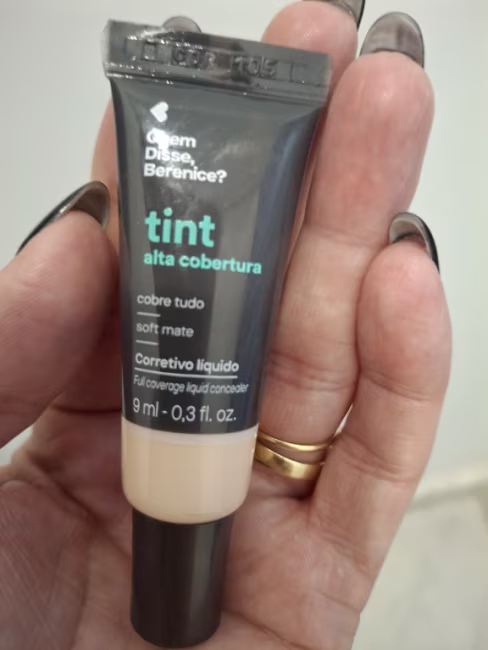 Quem
Disse,
Berenice?
tint
alta cobertura
cobre tudo
soft mate
Corretivo líquido
Full coverage liquid concealer
9 ml - 0,3 fl. oz.